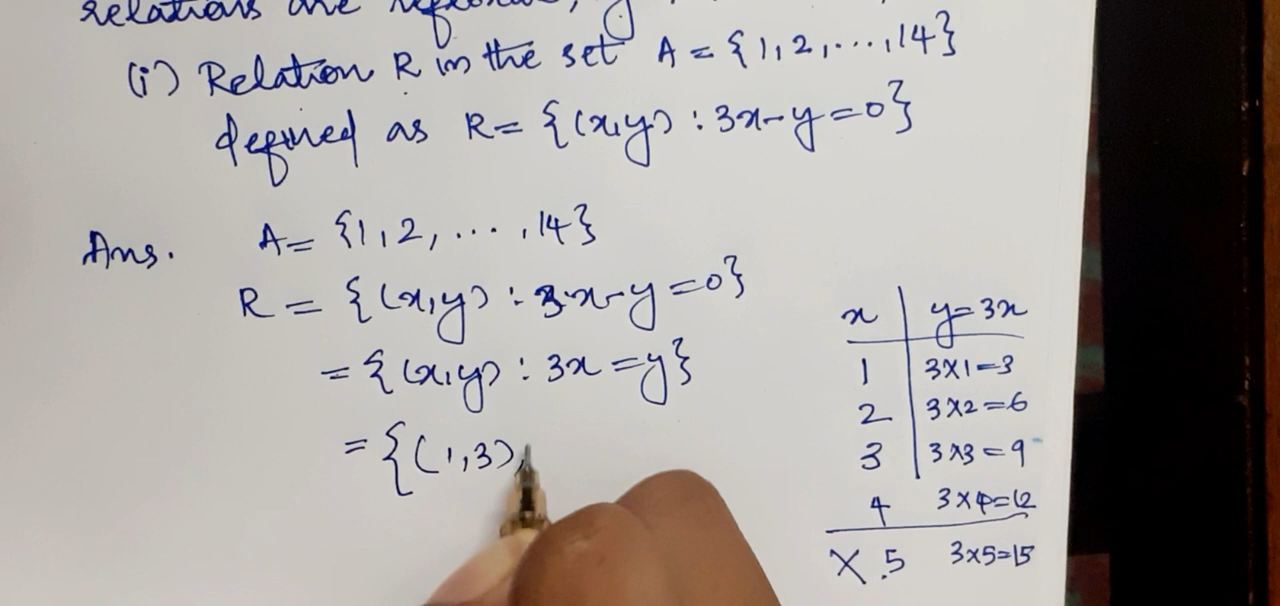 relations are
(i) Relation R in the set A = {1, 2, ..., 14}
defined as R = {(x,y) : 3x-y=0}
Ans. A = {1, 2, ..., 14}
R = {(x,y) : 3x-y=0}
= {(x,y) : 3x=y}
= {(1,3),
x y=3x
1 3×1=3
2 3×2=6
3 3×3=9
4 3×4=12
X 5 3×5=15